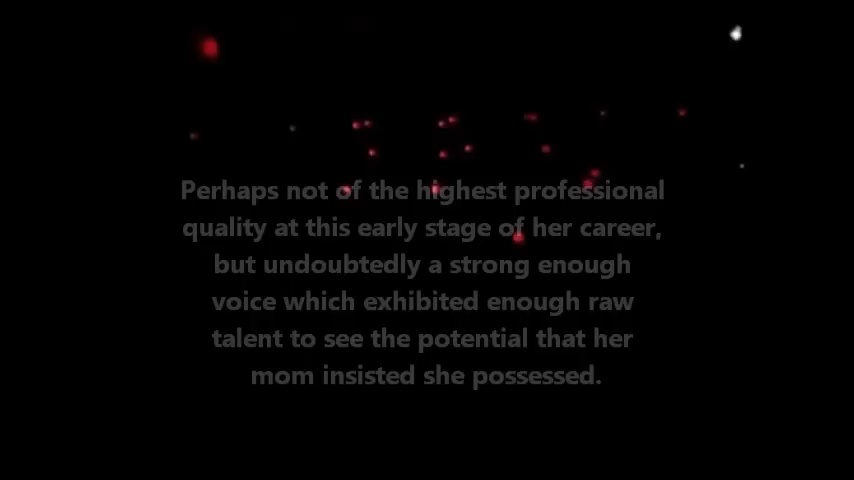 Perhaps not of the highest professional
quality at this early stage of her career,
but undoubtedly a strong enough
voice which exhibited enough raw
talent to see the potential that her
mom insisted she possessed.